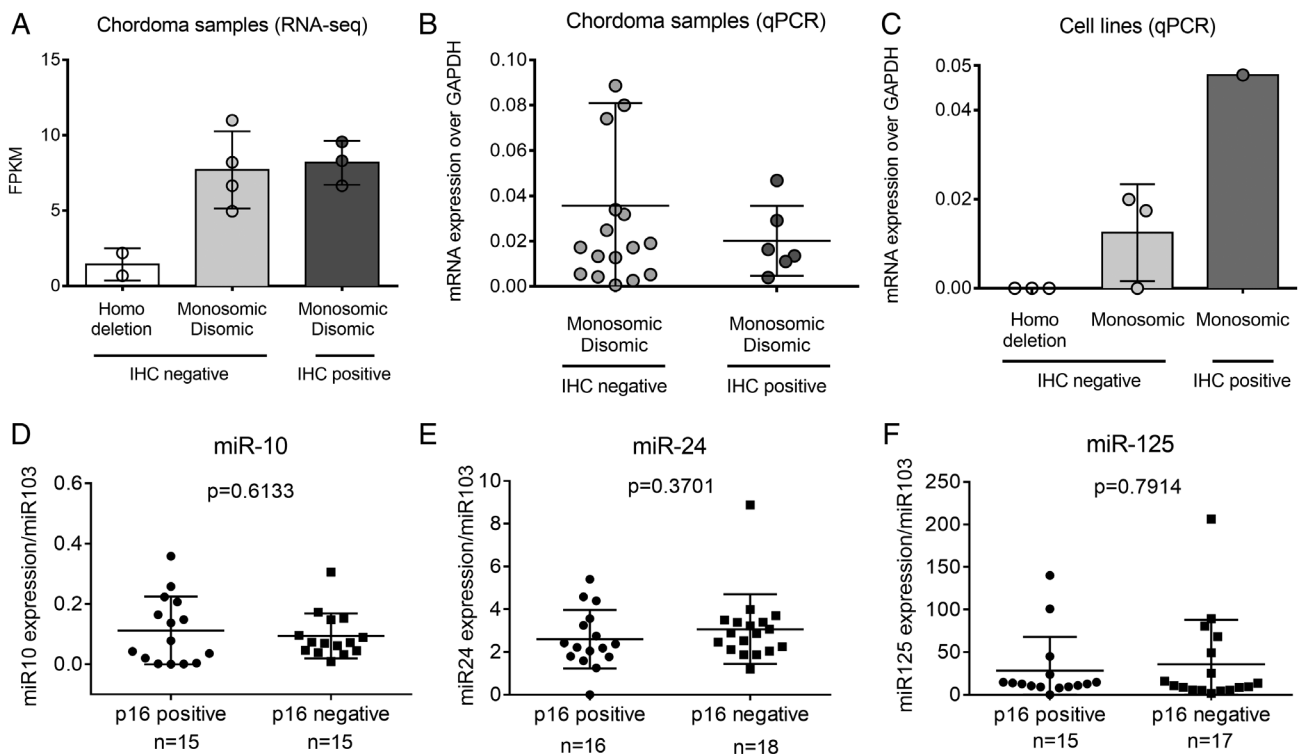 A
Chordoma samples (RNA-seq)
FPKM
15
10
5
0
Homo
deletion
Monosomic
Disomic
Monosomic
Disomic
IHC negative
IHC positive
B
Chordoma samples (qPCR)
mRNA expression over GAPDH
0.10
0.08
0.06
0.04
0.02
0.00
Monosomic
Disomic
Monosomic
Disomic
IHC negative
IHC positive
C
Cell lines (qPCR)
mRNA expression over GAPDH
0.05
0.02
0.00
Homo
deletion
Monosomic
Monosomic
IHC negative
IHC positive
D
miR-10
p=0.6133
miR10 expression/miR103
0.6
0.4
0.2
0.0
p16 positive
p16 negative
n=15
n=15
E
miR-24
p=0.3701
miR24 expression/miR103
10
8
6
4
2
0
p16 positive
p16 negative
n=16
n=18
F
miR-125
p=0.7914
miR125 expression/miR103
250
200
150
100
50
0
p16 positive
p16 negative
n=15
n=17